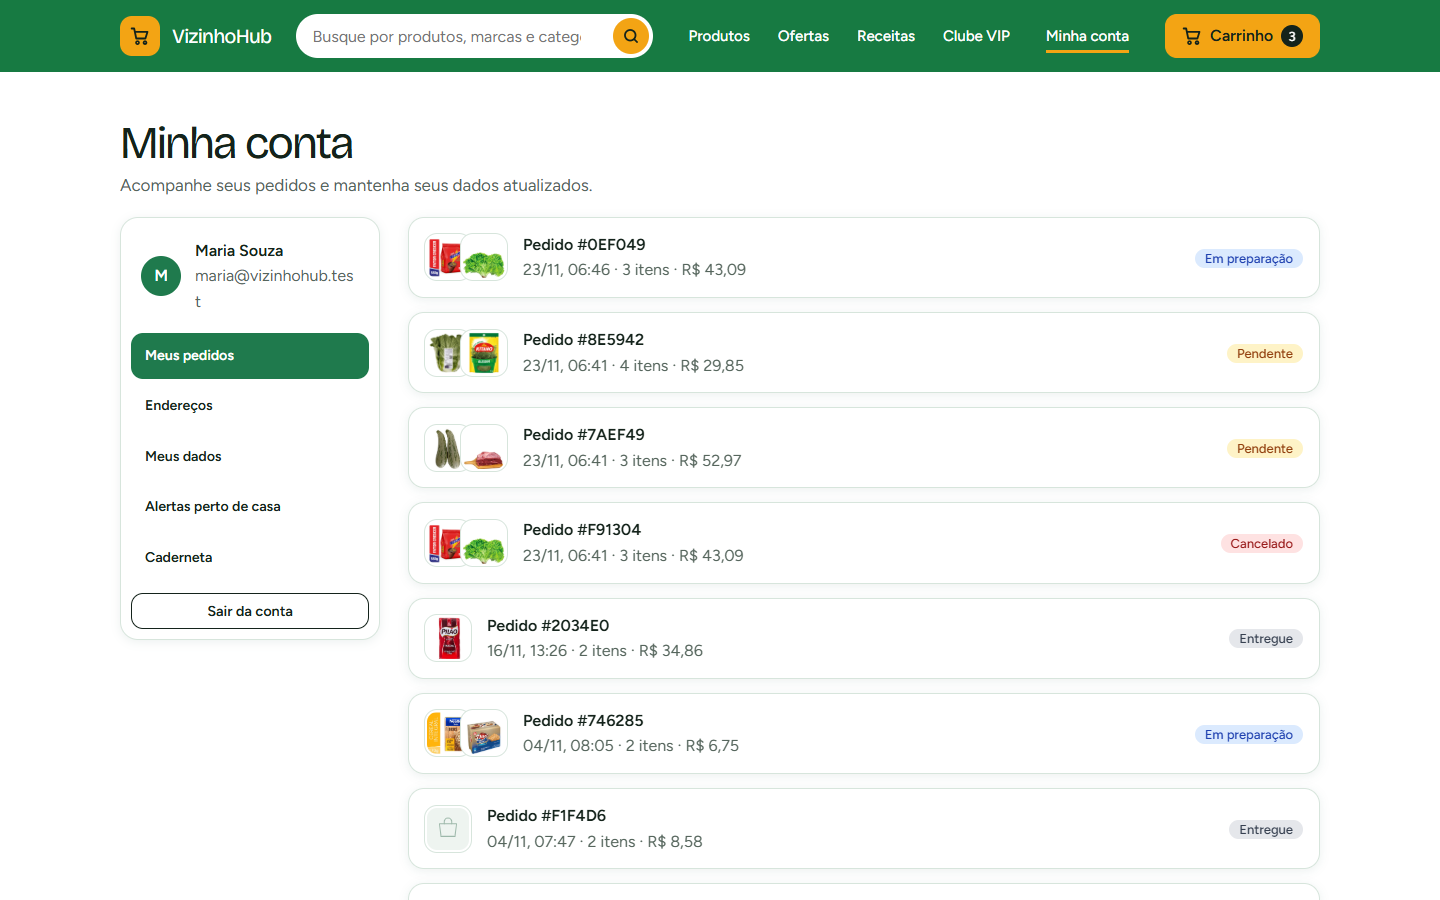 VizinhoHub
Busque por produtos, marcas e categ
Produtos
Ofertas
Receitas
Clube VIP
Minha conta
Carrinho 3
Minha conta
Acompanhe seus pedidos e mantenha seus dados atualizados.
M
Maria Souza
maria@vizinhohub.tes
t
Meus pedidos
Endereços
Meus dados
Alertas perto de casa
Caderneta
Sair da conta
Pedido #0EF049
23/11, 06:46 · 3 itens · R$ 43,09
Em preparação
Pedido #8E5942
23/11, 06:41 · 4 itens · R$ 29,85
Pendente
Pedido #7AEF49
23/11, 06:41 · 3 itens · R$ 52,97
Pendente
Pedido #F91304
23/11, 06:41 · 3 itens · R$ 43,09
Cancelado
PILÃO
Pedido #2034E0
16/11, 13:26 · 2 itens · R$ 34,86
Entregue
Pedido #746285
04/11, 08:05 · 2 itens · R$ 6,75
Em preparação
Pedido #F1F4D6
04/11, 07:47 · 2 itens · R$ 8,58
Entregue